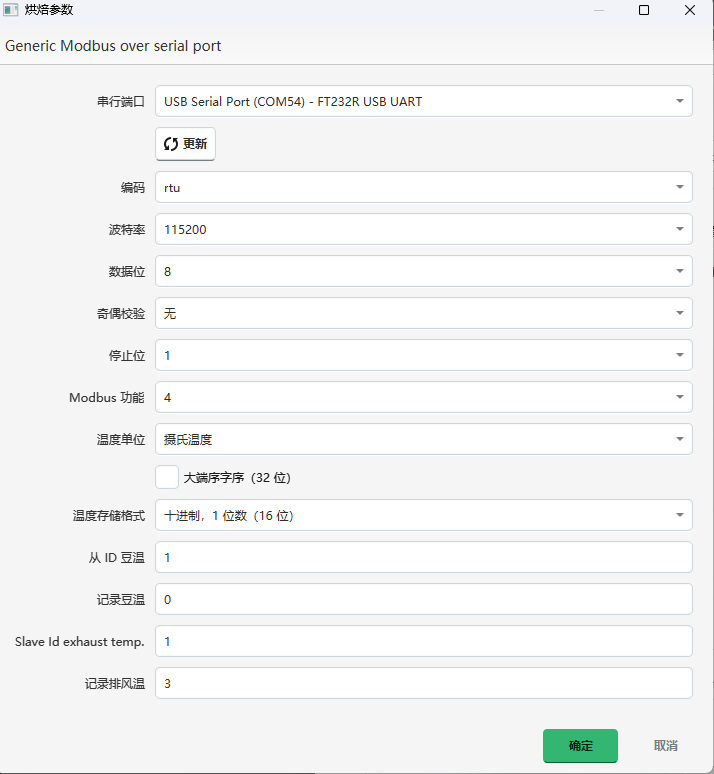 烘焙参数
Generic Modbus over serial port
串行端口 USB Serial Port (COM54) - FT232R USB UART
更新
编码 rtu
波特率 115200
数据位 8
奇偶校验 无
停止位 1
Modbus 功能 4
温度单位 摄氏温度
大端序字序（32 位）
温度存储格式 十进制，1 位数（16 位）
从 ID 豆温 1
记录豆温 0
Slave Id exhaust temp. 1
记录排风温 3
确定 取消